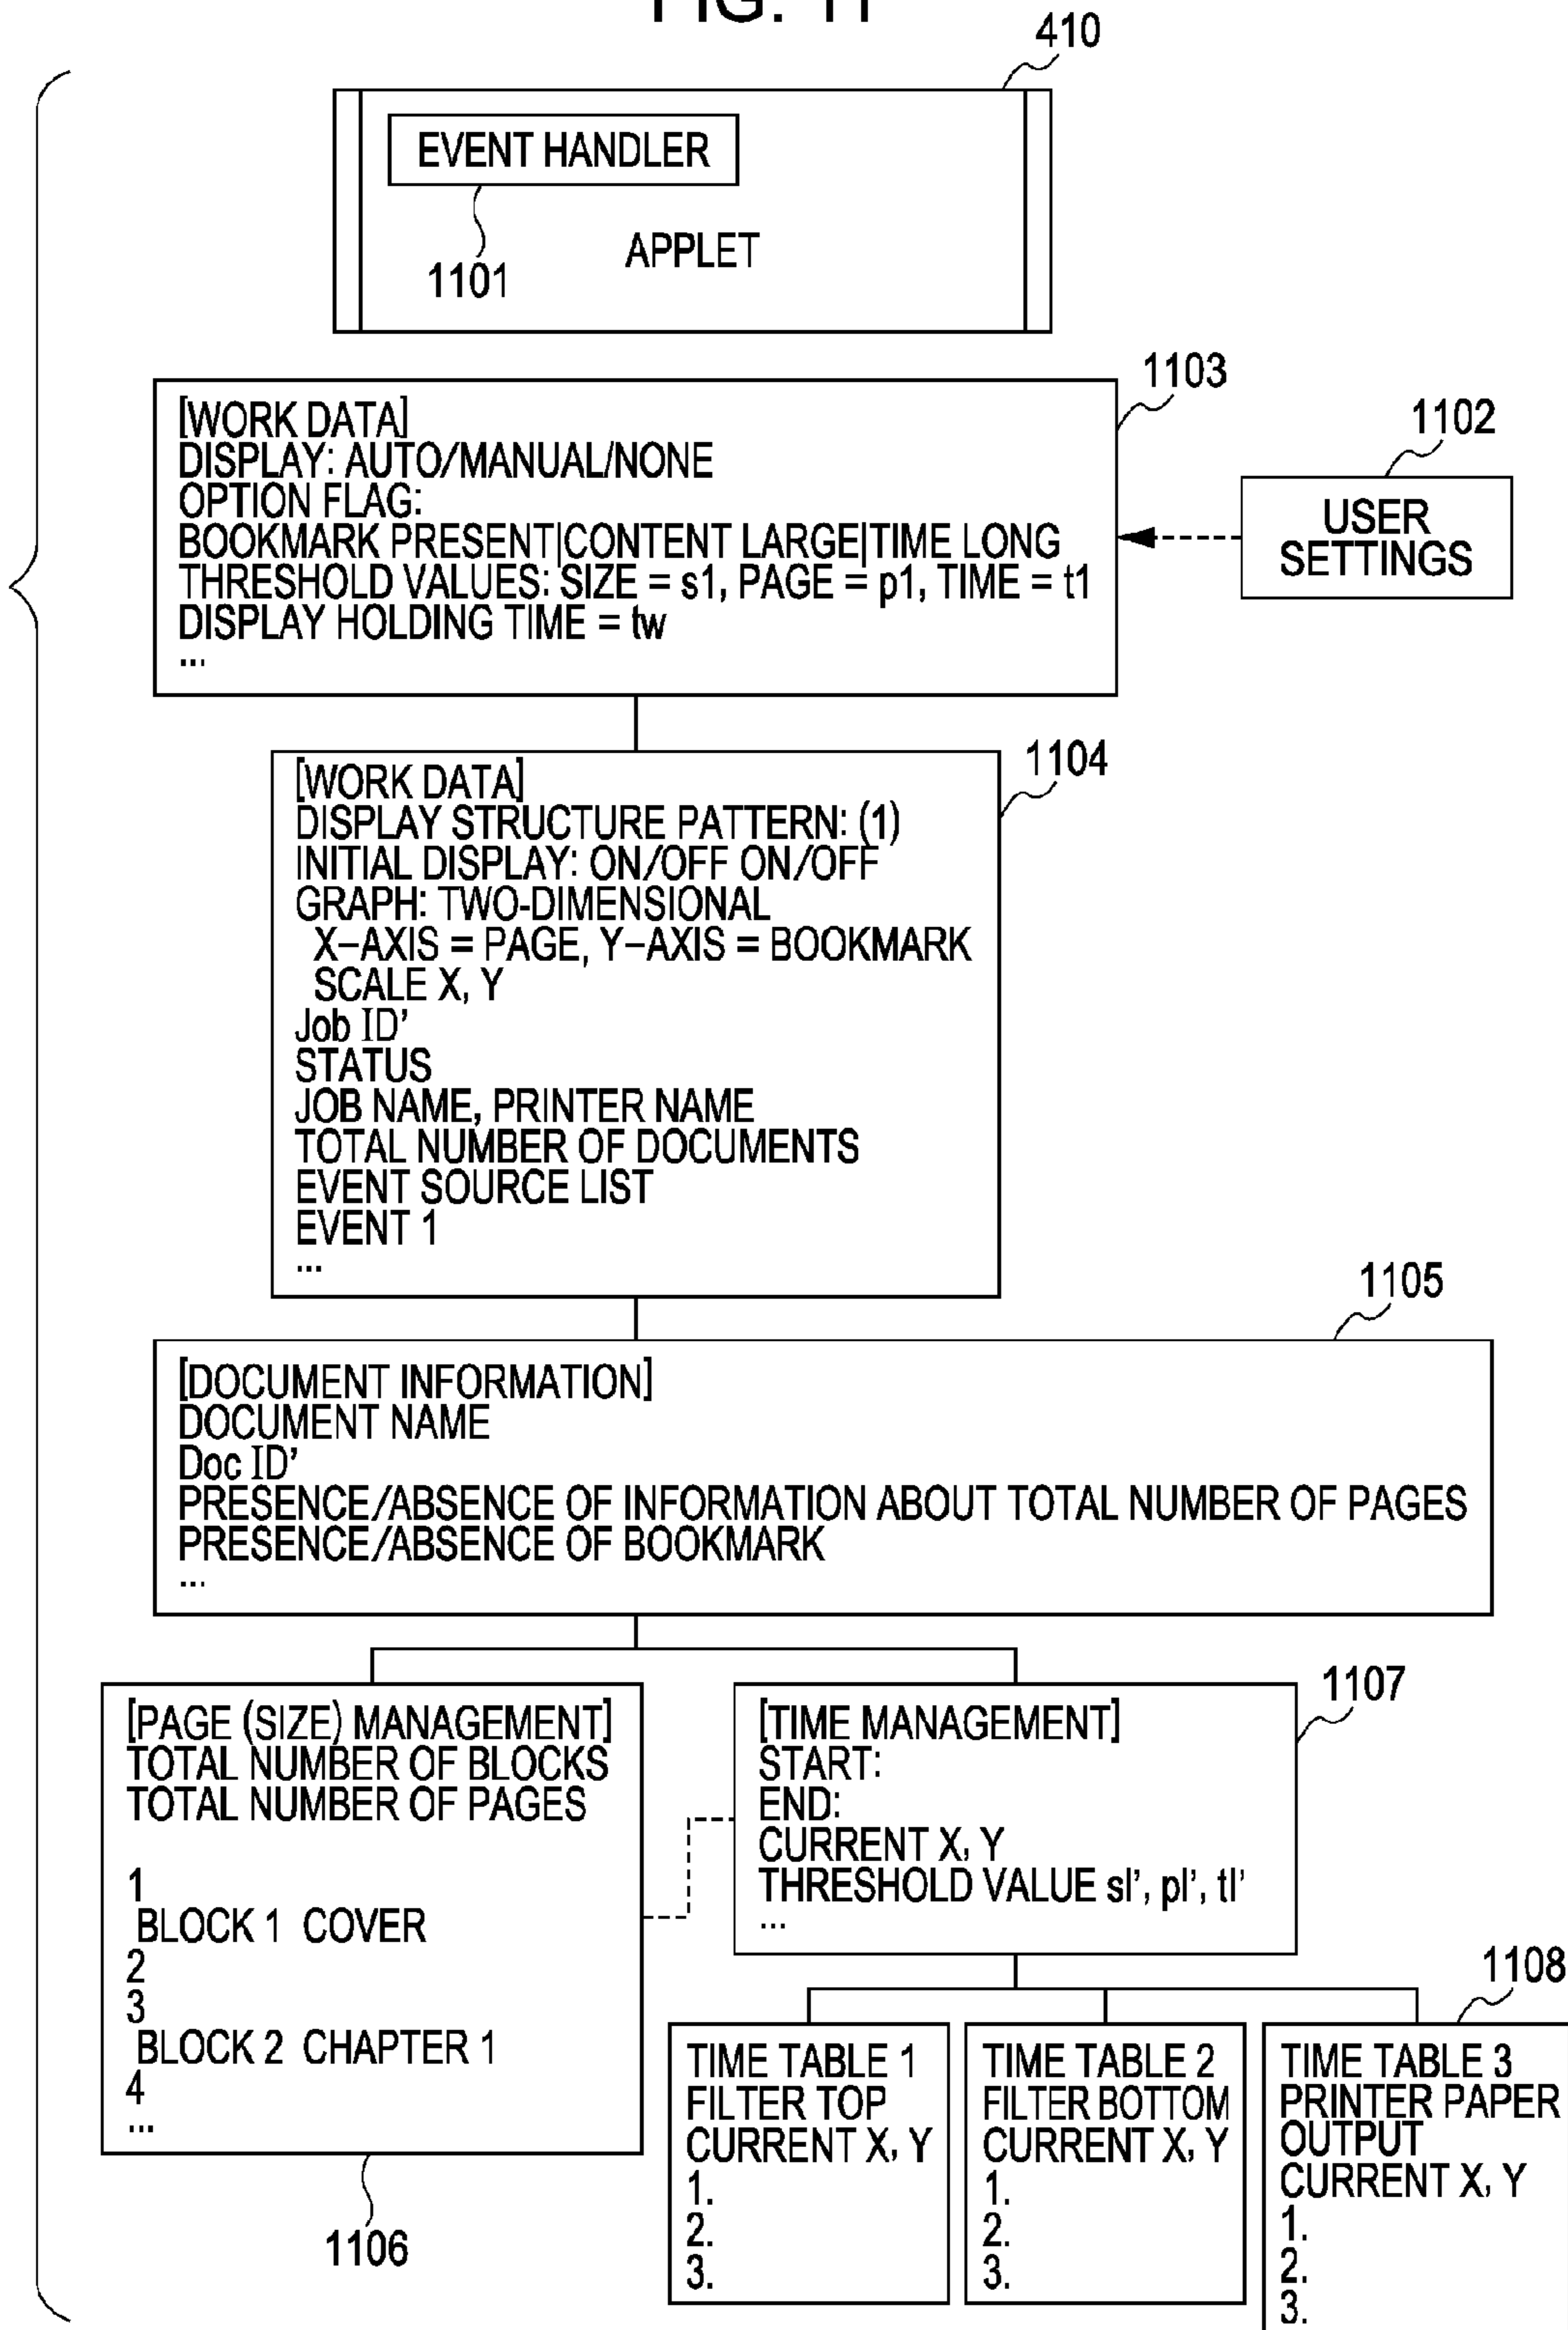 FIG. 11
410
EVENT HANDLER
1101
APPLET
1103
[WORK DATA]
DISPLAY: AUTO/MANUAL/NONE
OPTION FLAG:
BOOKMARK PRESENT|CONTENT LARGE|TIME LONG
THRESHOLD VALUES: SIZE = s1, PAGE = p1, TIME = t1
DISPLAY HOLDING TIME = tw
...
1102
USER
SETTINGS
1104
[WORK DATA]
DISPLAY STRUCTURE PATTERN: (1)
INITIAL DISPLAY: ON/OFF ON/OFF
GRAPH: TWO-DIMENSIONAL
X–AXIS = PAGE, Y–AXIS = BOOKMARK
SCALE X, Y
Job ID’
STATUS
JOB NAME, PRINTER NAME
TOTAL NUMBER OF DOCUMENTS
EVENT SOURCE LIST
EVENT 1
...
1105
[DOCUMENT INFORMATION]
DOCUMENT NAME
Doc ID’
PRESENCE/ABSENCE OF INFORMATION ABOUT TOTAL NUMBER OF PAGES
PRESENCE/ABSENCE OF BOOKMARK
...
[PAGE (SIZE) MANAGEMENT]
TOTAL NUMBER OF BLOCKS
TOTAL NUMBER OF PAGES
1
BLOCK 1 COVER
2
3
BLOCK 2 CHAPTER 1
4
...
1106
1107
[TIME MANAGEMENT]
START:
END:
CURRENT X, Y
THRESHOLD VALUE sl’, pl’, tl’
...
TIME TABLE 1
FILTER TOP
CURRENT X, Y
1.
2.
3.
TIME TABLE 2
FILTER BOTTOM
CURRENT X, Y
1.
2.
3.
1108
TIME TABLE 3
PRINTER PAPER
OUTPUT
CURRENT X, Y
1.
2.
3.